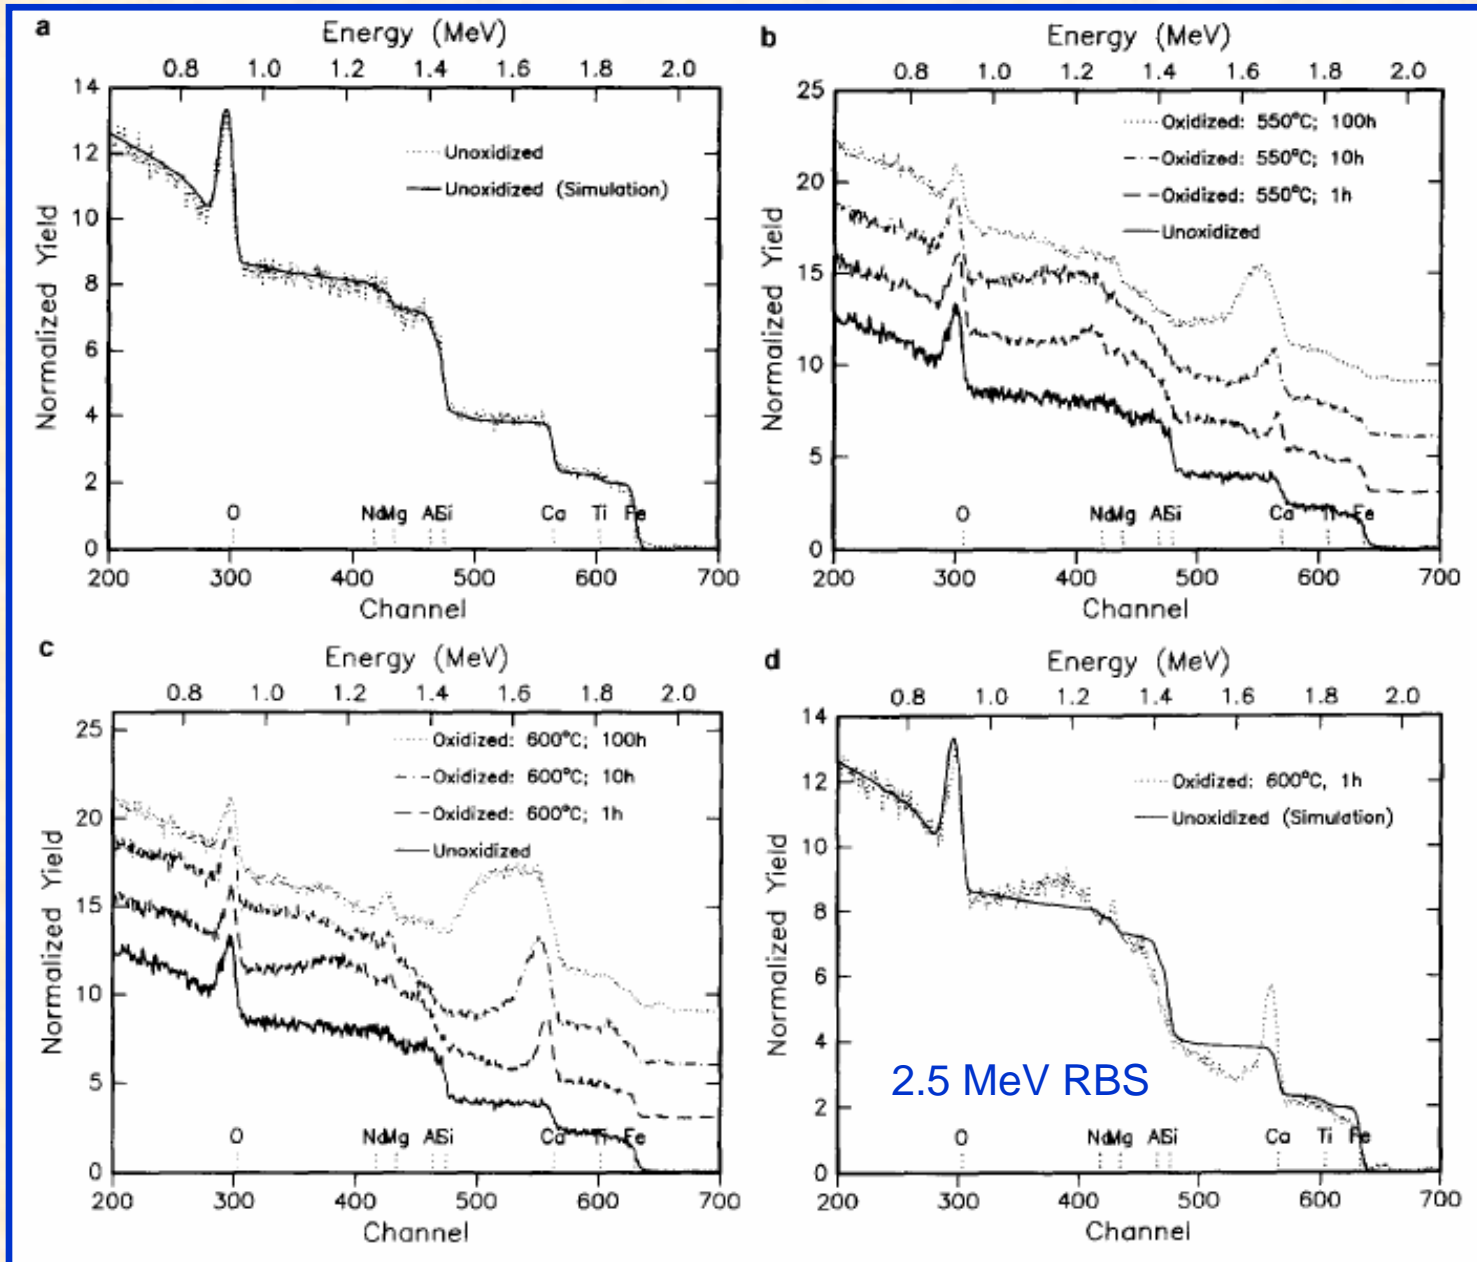 a
Energy (MeV)
0.8 1.0 1.2 1.4 1.6 1.8 2.0
14
12
10
8
6
4
2
0
Normalized Yield
Unoxidized
Unoxidized (Simulation)
O Na Mg Al Si Ca Ti Fe
200 300 400 500 600 700
Channel
b
Energy (MeV)
0.8 1.0 1.2 1.4 1.6 1.8 2.0
25
20
15
10
5
0
Normalized Yield
Oxidized: 550°C; 100h
Oxidized: 550°C; 10h
Oxidized: 550°C; 1h
Unoxidized
O Na Mg Al Si Ca Ti Fe
200 300 400 500 600 700
Channel
c
Energy (MeV)
0.8 1.0 1.2 1.4 1.6 1.8 2.0
25
20
15
10
5
0
Normalized Yield
Oxidized: 600°C; 100h
Oxidized: 600°C; 10h
Oxidized: 600°C; 1h
Unoxidized
O Na Mg Al Si Ca Ti Fe
200 300 400 500 600 700
Channel
d
Energy (MeV)
0.8 1.0 1.2 1.4 1.6 1.8 2.0
14
12
10
8
6
4
2
0
Normalized Yield
Oxidized: 600°C, 1h
Unoxidized (Simulation)
2.5 MeV RBS
O Na Mg Al Si Ca Ti Fe
200 300 400 500 600 700
Channel